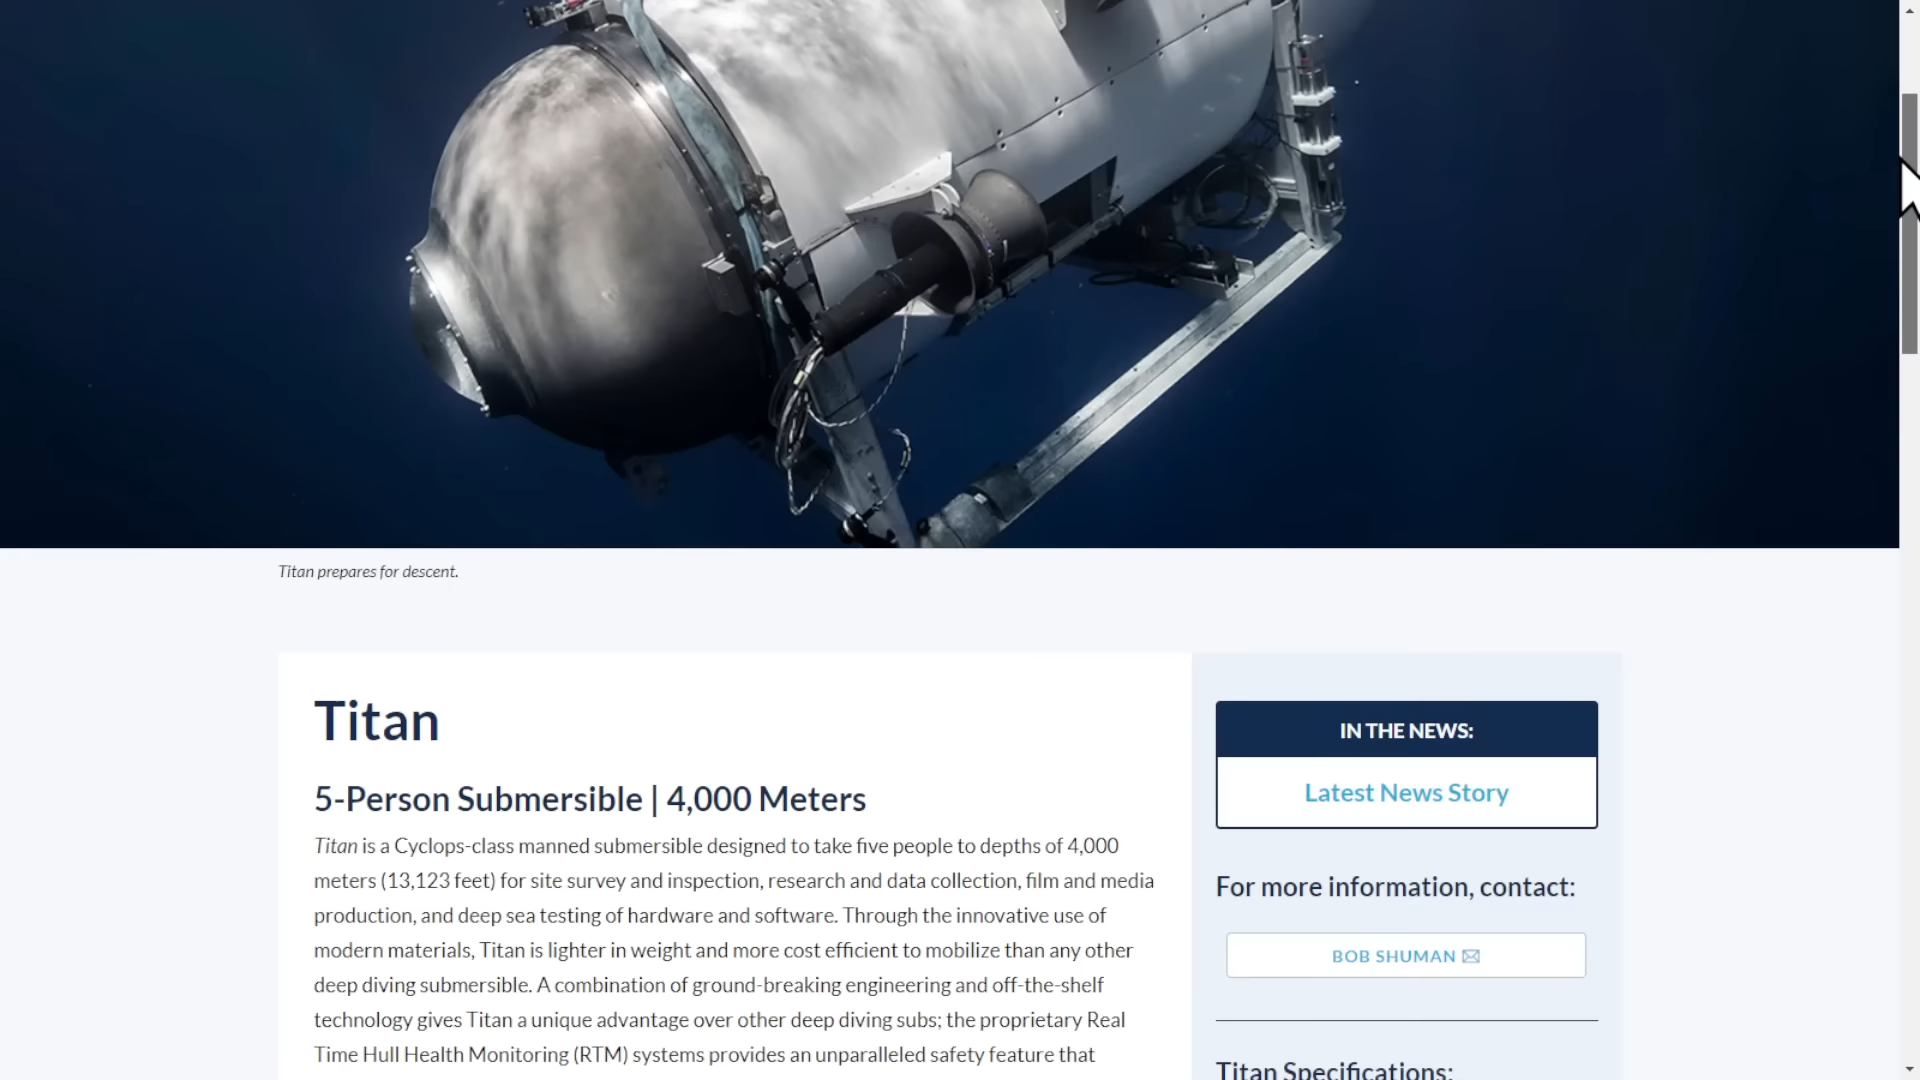 Titan prepares for descent.
Titan
5-Person Submersible | 4,000 Meters
Titan is a Cyclops-class manned submersible designed to take five people to depths of 4,000
meters (13,123 feet) for site survey and inspection, research and data collection, film and media
production, and deep sea testing of hardware and software. Through the innovative use of
modern materials, Titan is lighter in weight and more cost efficient to mobilize than any other
deep diving submersible. A combination of ground-breaking engineering and off-the-shelf
technology gives Titan a unique advantage over other deep diving subs; the proprietary Real
Time Hull Health Monitoring (RTM) systems provides an unparalleled safety feature that
IN THE NEWS:
Latest News Story
For more information, contact:
BOB SHUMAN
Titan Specifications: